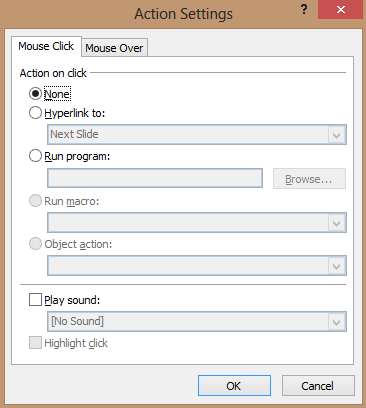 Action Settings
?
Mouse Click Mouse Over
Action on click
None
Hyperlink to:
Next Slide
Run program:
Browse...
Run macro:
Object action:
Play sound:
[No Sound]
Highlight click
OK Cancel